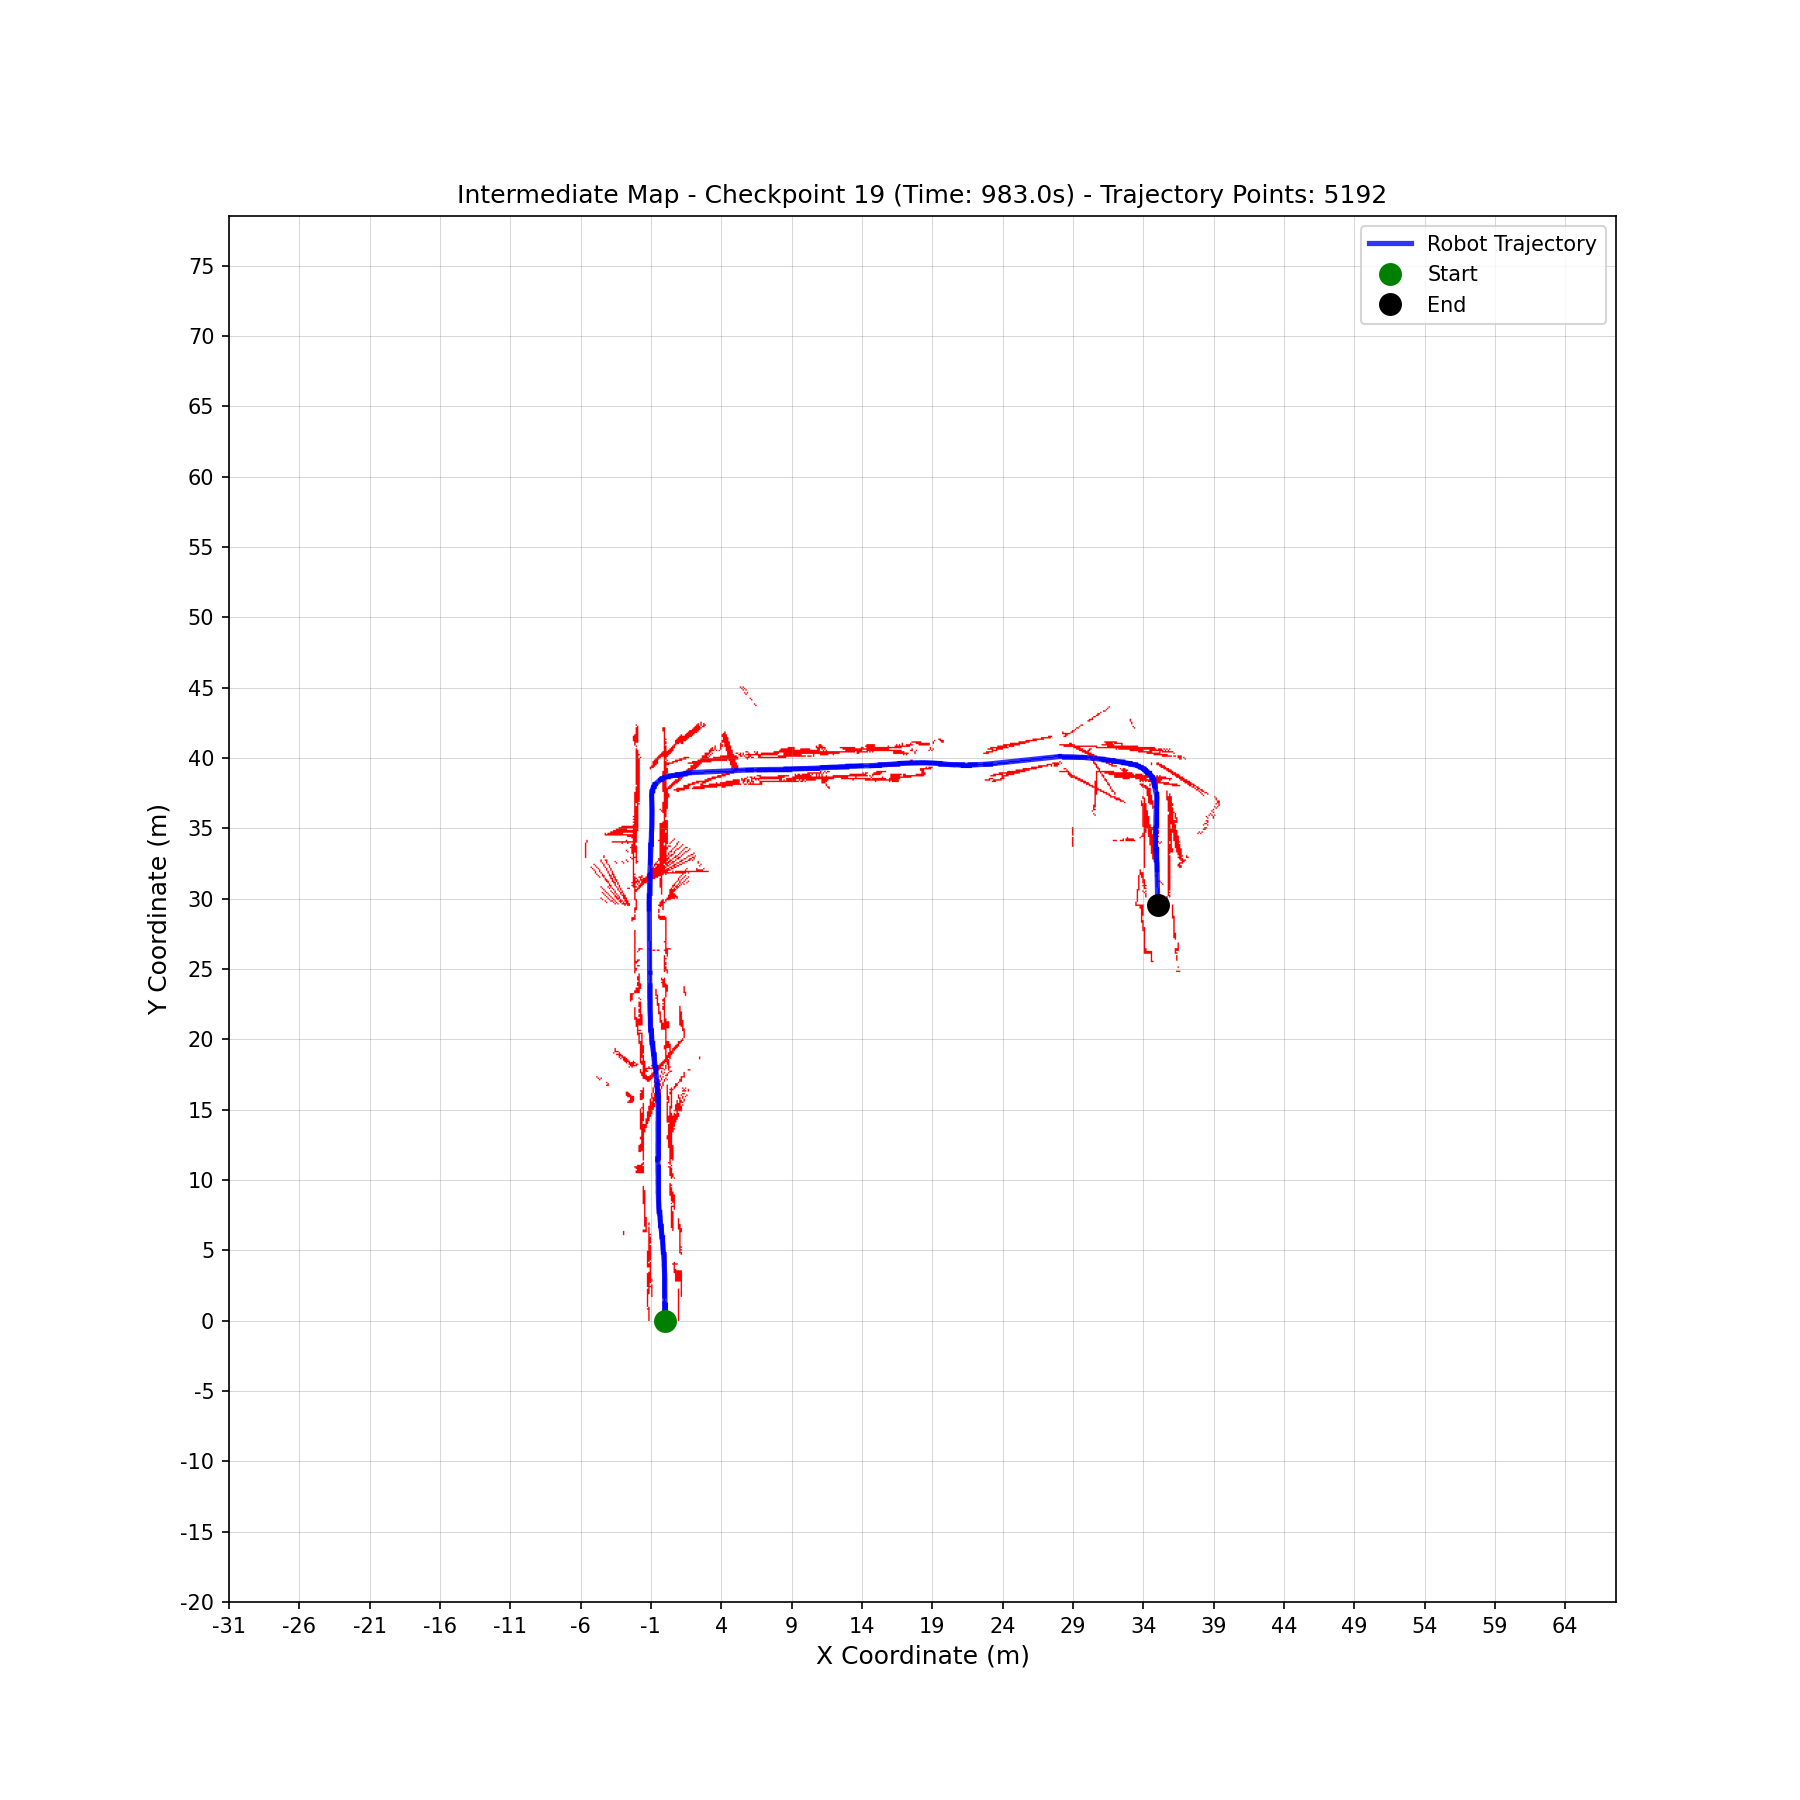 Intermediate Map - Checkpoint 19 (Time: 983.0s) - Trajectory Points: 5192
Robot Trajectory
Start
End
Y Coordinate (m)
75
70
65
60
55
50
45
40
35
30
25
20
15
10
5
0
-5
-10
-15
-20
-31 -26 -21 -16 -11 -6 -1 4 9 14 19 24 29 34 39 44 49 54 59 64
X Coordinate (m)